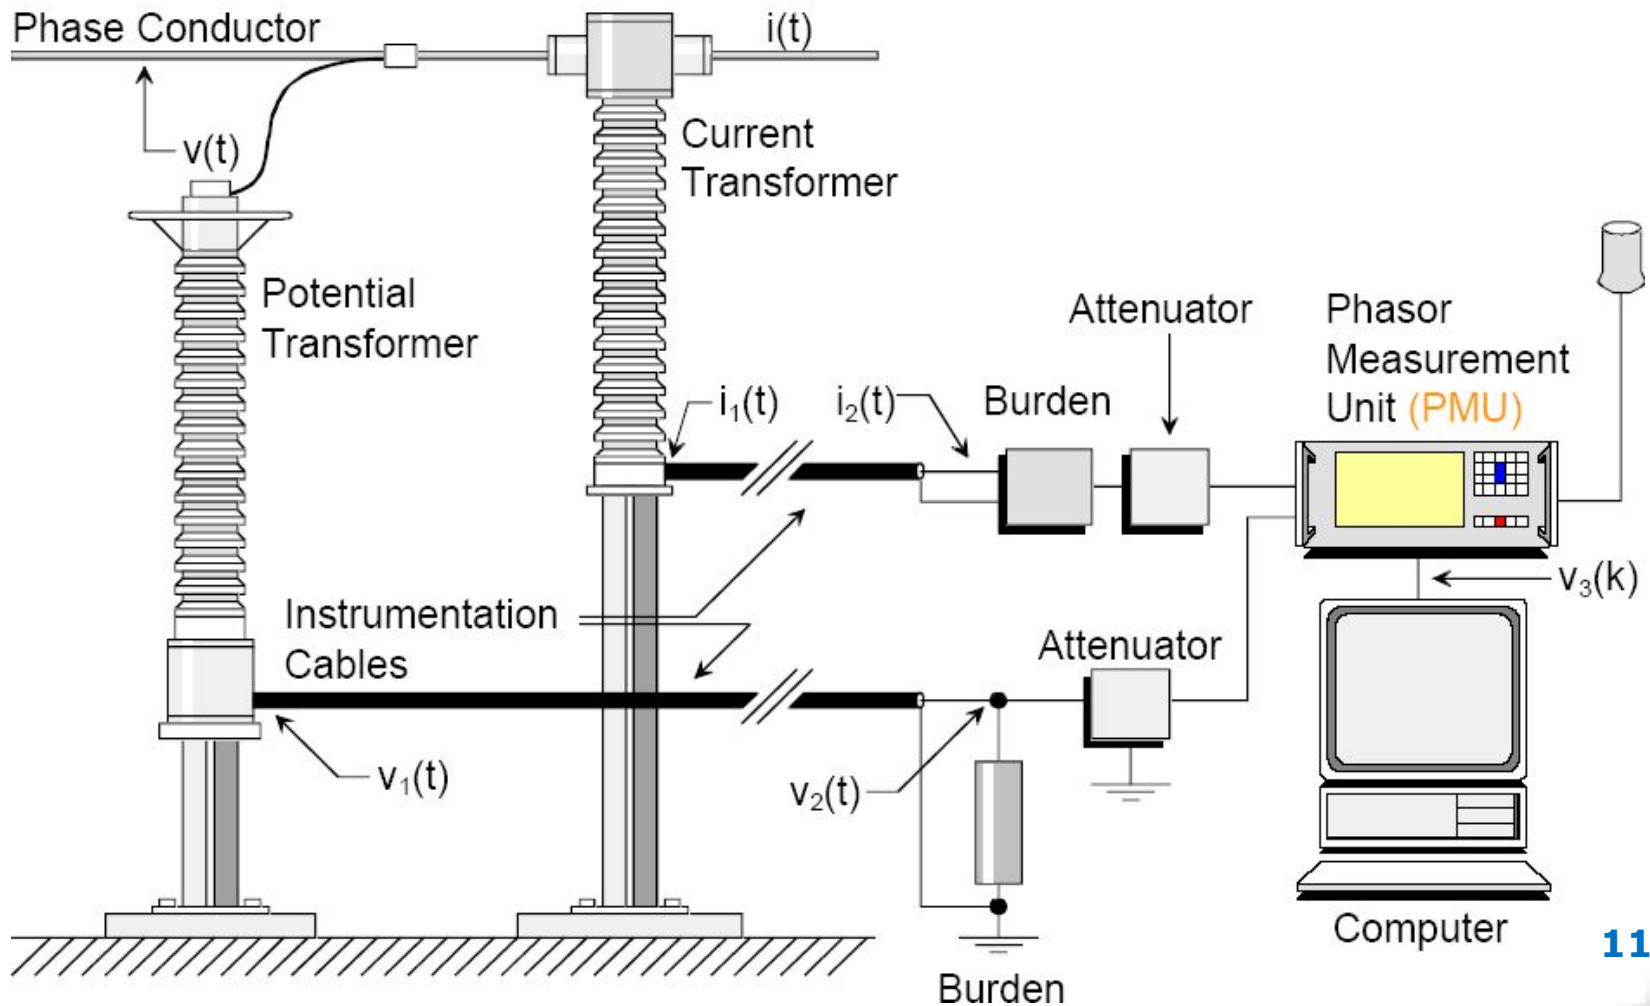 Phase Conductor
i(t)
v(t)
Current
Transformer
Potential
Transformer
Attenuator
Phasor
Measurement
Unit (PMU)
i₁(t)
i₂(t)
Burden
v₃(k)
Instrumentation
Cables
Attenuator
v₁(t)
v₂(t)
Computer
Burden
11